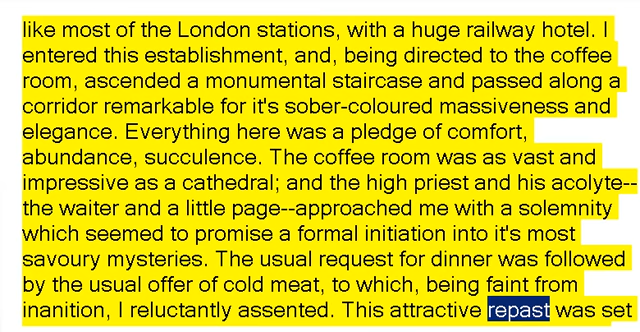 like most of the London stations, with a huge railway hotel. I
entered this establishment, and, being directed to the coffee
room, ascended a monumental staircase and passed along a
corridor remarkable for it's sober-coloured massiveness and
elegance. Everything here was a pledge of comfort,
abundance, succulence. The coffee room was as vast and
impressive as a cathedral; and the high priest and his acolyte--
the waiter and a little page--approached me with a solemnity
which seemed to promise a formal initiation into it's most
savoury mysteries. The usual request for dinner was followed
by the usual offer of cold meat, to which, being faint from
inanition, I reluctantly assented. This attractive repast was set